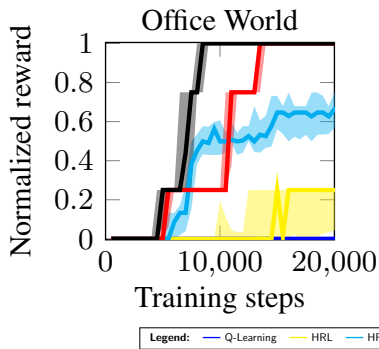 Office World
Normalized reward
1
0.8
0.6
0.4
0.2
0
0 10,000 20,000
Training steps
Legend: Q-Learning HRL HR